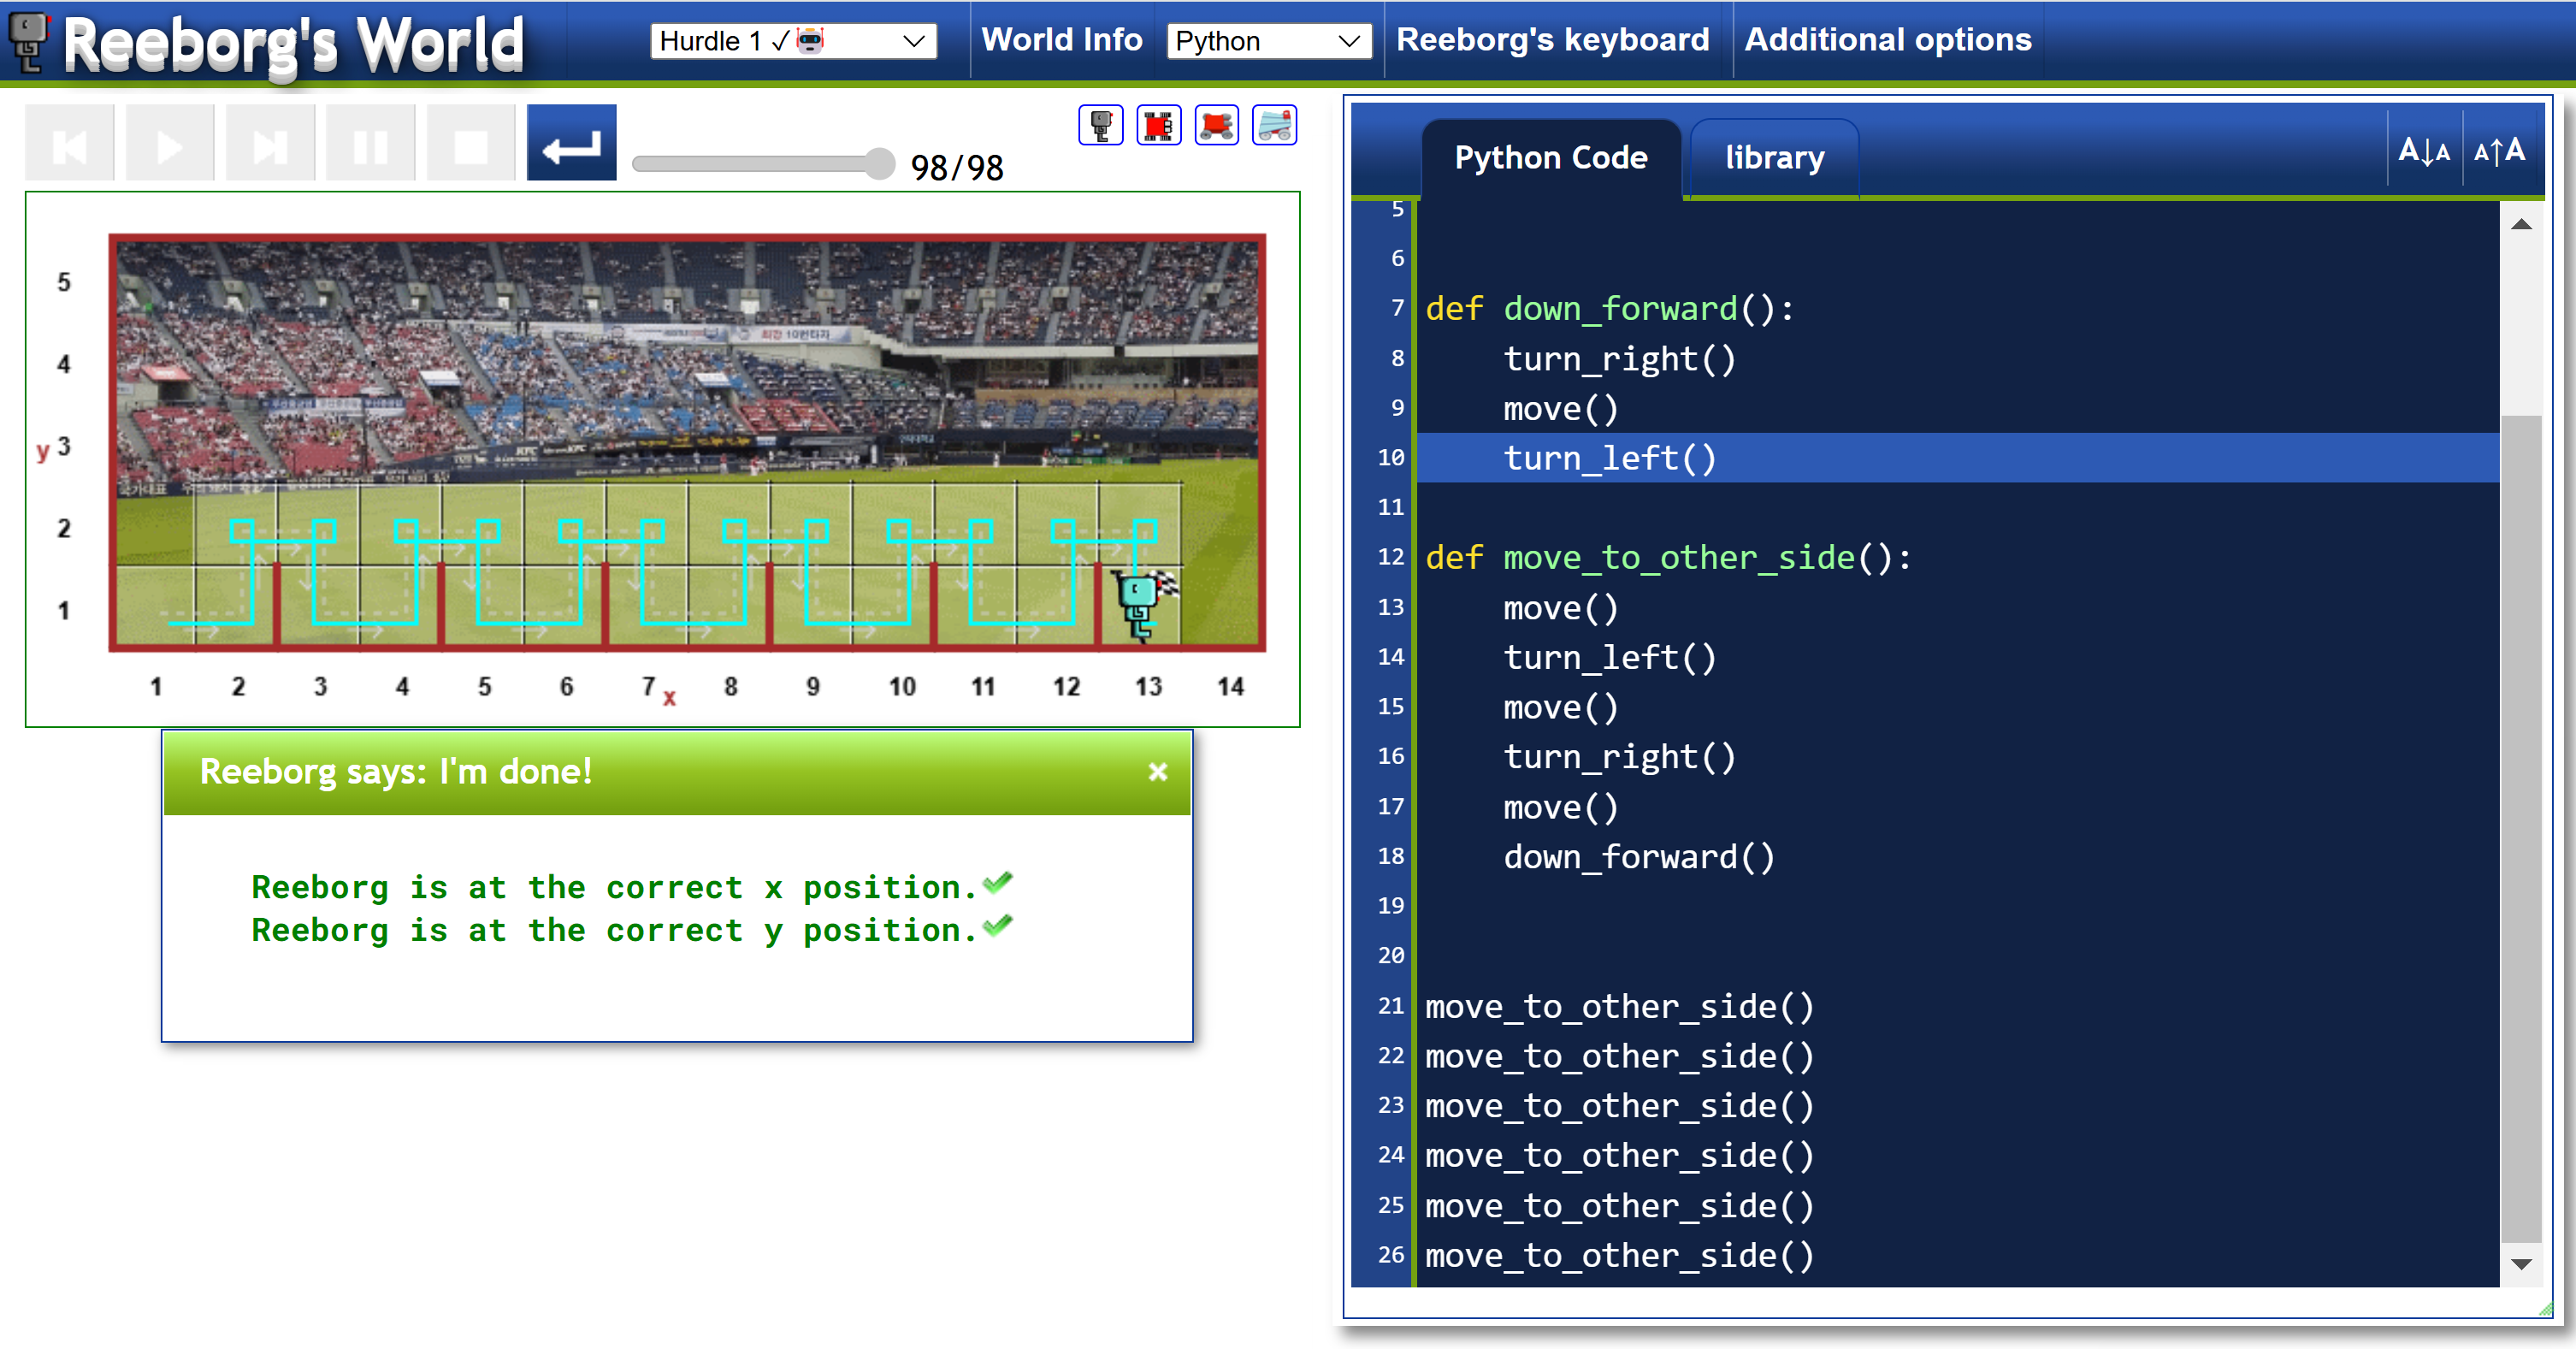 Reeborg's World
Hurdle 1 ✓
World Info
Python
Reeborg's keyboard
Additional options
98/98
5
4
y 3
2
1
1 2 3 4 5 6 7 x 8 9 10 11 12 13 14
KFC
Reeborg says: I'm done!
×
Reeborg is at the correct x position.
Reeborg is at the correct y position.
Python Code
library
A↓A
A↑A
5
6
7 def down_forward():
8 turn_right()
9 move()
10 turn_left()
11
12 def move_to_other_side():
13 move()
14 turn_left()
15 move()
16 turn_right()
17 move()
18 down_forward()
19
20
21 move_to_other_side()
22 move_to_other_side()
23 move_to_other_side()
24 move_to_other_side()
25 move_to_other_side()
26 move_to_other_side()